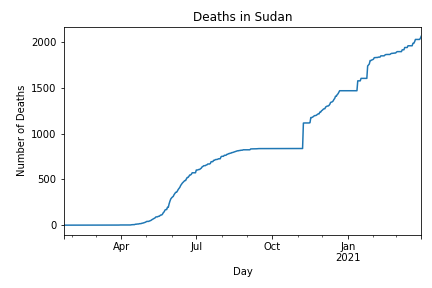 Deaths in Sudan
2000
1500
1000
500
0
Number of Deaths
Apr
Jul
Oct
Jan
2021
Day